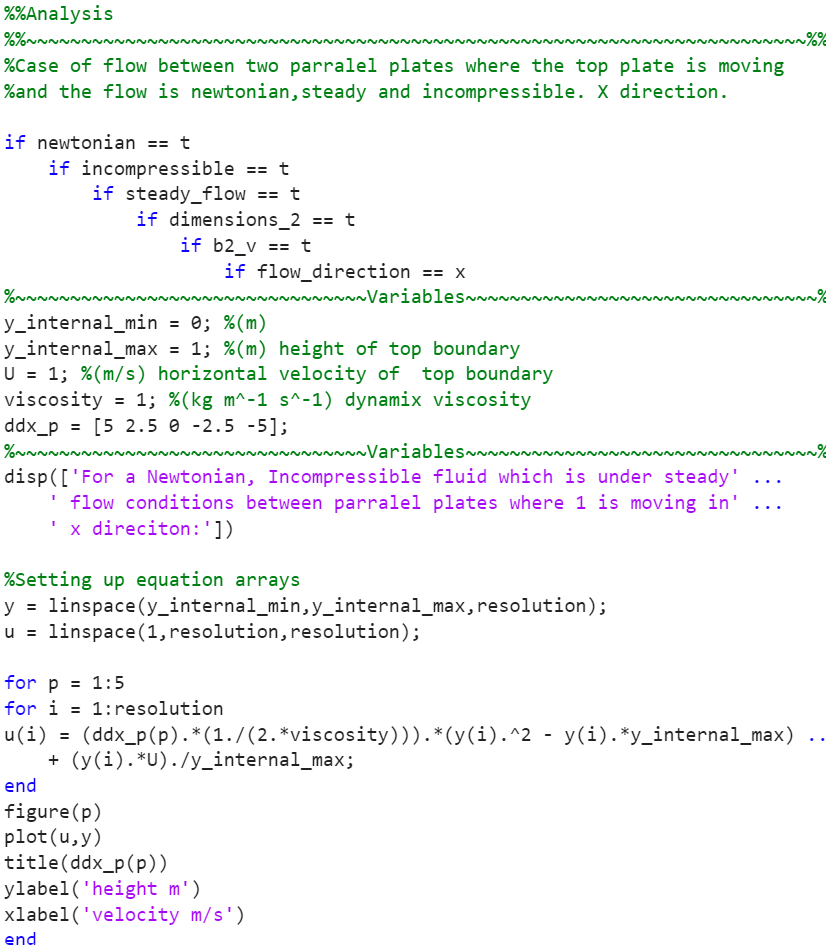 %%Analysis
%%~~~~~~~~~~~~~~~~~~~~~~~~~~~~~~~~~~~~~~~~~~~~~~~~~~~~~~~~~~~~~~~~~~~~~~~%%
%Case of flow between two parralel plates where the top plate is moving
%and the flow is newtonian,steady and incompressible. X direction.
if newtonian == t
    if incompressible == t
        if steady_flow == t
            if dimensions_2 == t
                if b2_v == t
                    if flow_direction == x
%~~~~~~~~~~~~~~~~~~~~~~~~~~~~~~~~Variables~~~~~~~~~~~~~~~~~~~~~~~~~~~~~~~~%
y_internal_min = 0; %(m)
y_internal_max = 1; %(m) height of top boundary
U = 1; %(m/s) horizontal velocity of  top boundary
viscosity = 1; %(kg m^-1 s^-1) dynamix viscosity
ddx_p = [5 2.5 0 -2.5 -5];
%~~~~~~~~~~~~~~~~~~~~~~~~~~~~~~~~Variables~~~~~~~~~~~~~~~~~~~~~~~~~~~~~~~~%
disp(['For a Newtonian, Incompressible fluid which is under steady' ...
    ' flow conditions between parralel plates where 1 is moving in' ...
    ' x direciton:'])
%Setting up equation arrays
y = linspace(y_internal_min,y_internal_max,resolution);
u = linspace(1,resolution,resolution);
for p = 1:5
for i = 1:resolution
u(i) = (ddx_p(p).*(1./(2.*viscosity))).*(y(i).^2 - y(i).*y_internal_max) ..
    + (y(i).*U)./y_internal_max;
end
figure(p)
plot(u,y)
title(ddx_p(p))
ylabel('height m')
xlabel('velocity m/s')
end